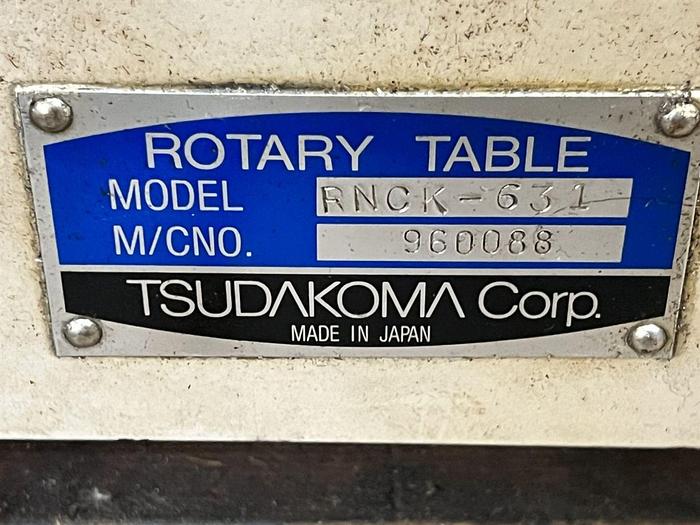 ROTARY TABLE
MODEL RNCK-631
M/CNO. 960088
TSUDAKOMA Corp.
MADE IN JAPAN